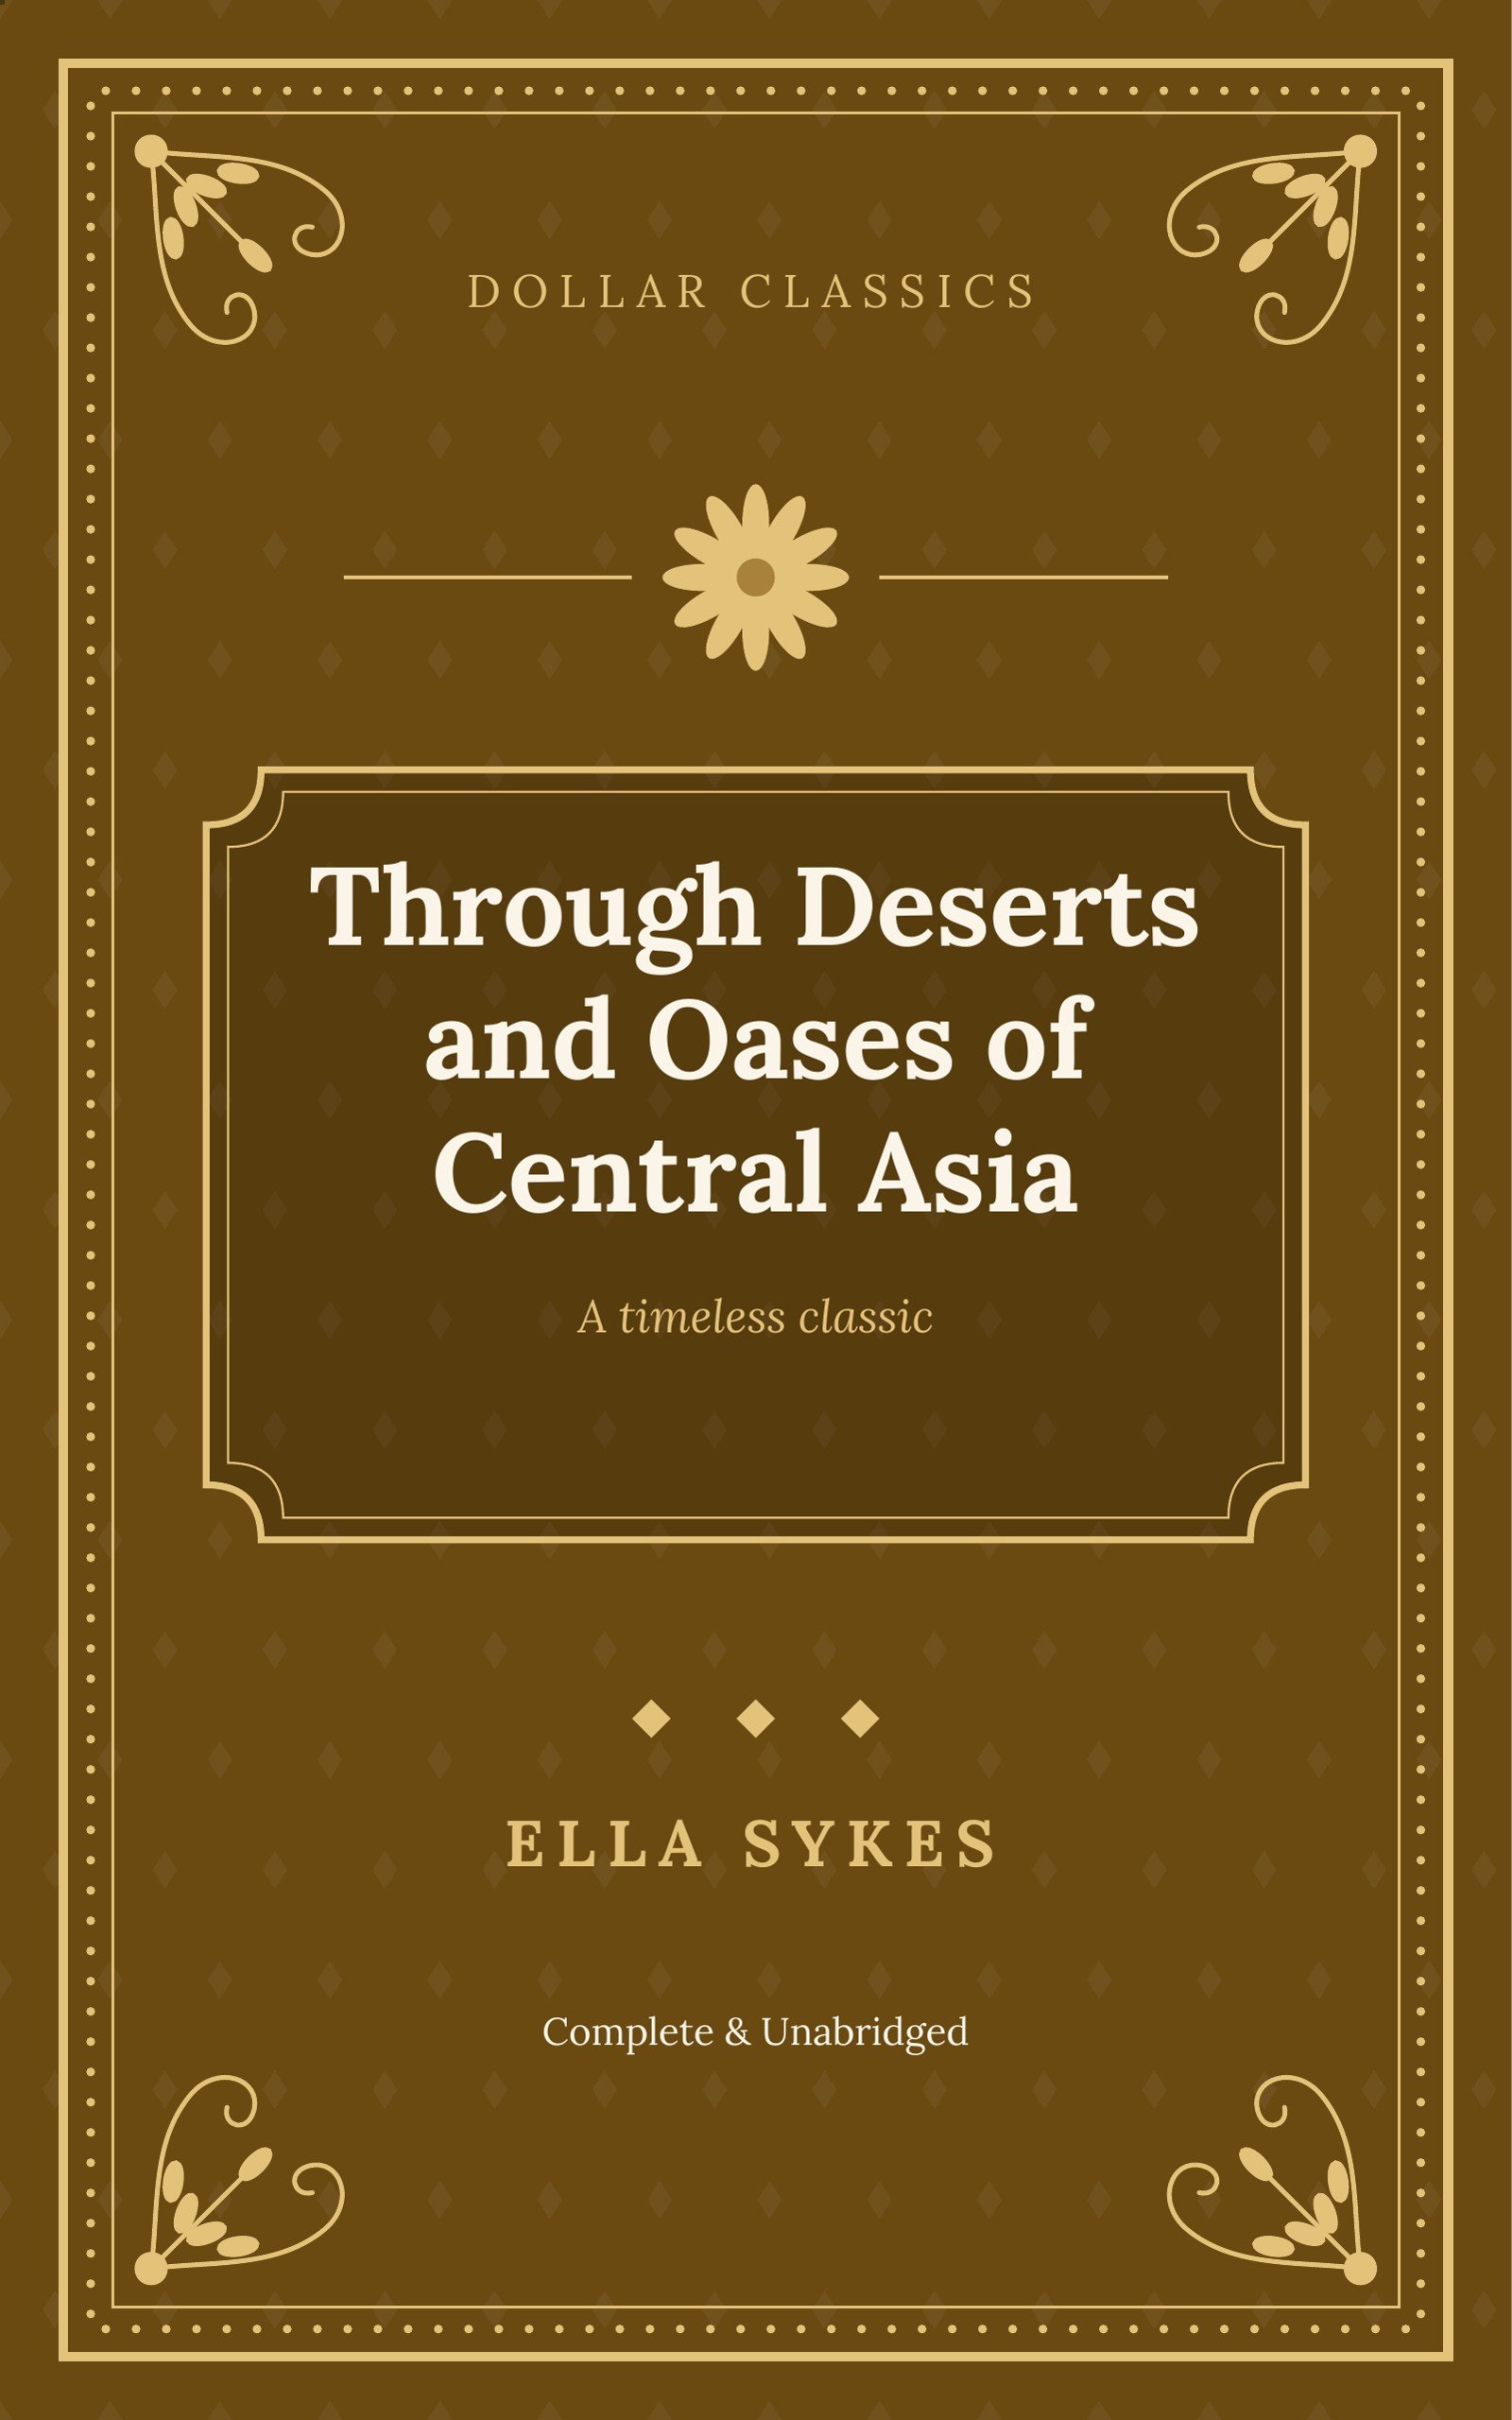 DOLLAR CLASSICS
Through Deserts
and Oases of
Central Asia
A timeless classic
ELLA SYKES
Complete & Unabridged